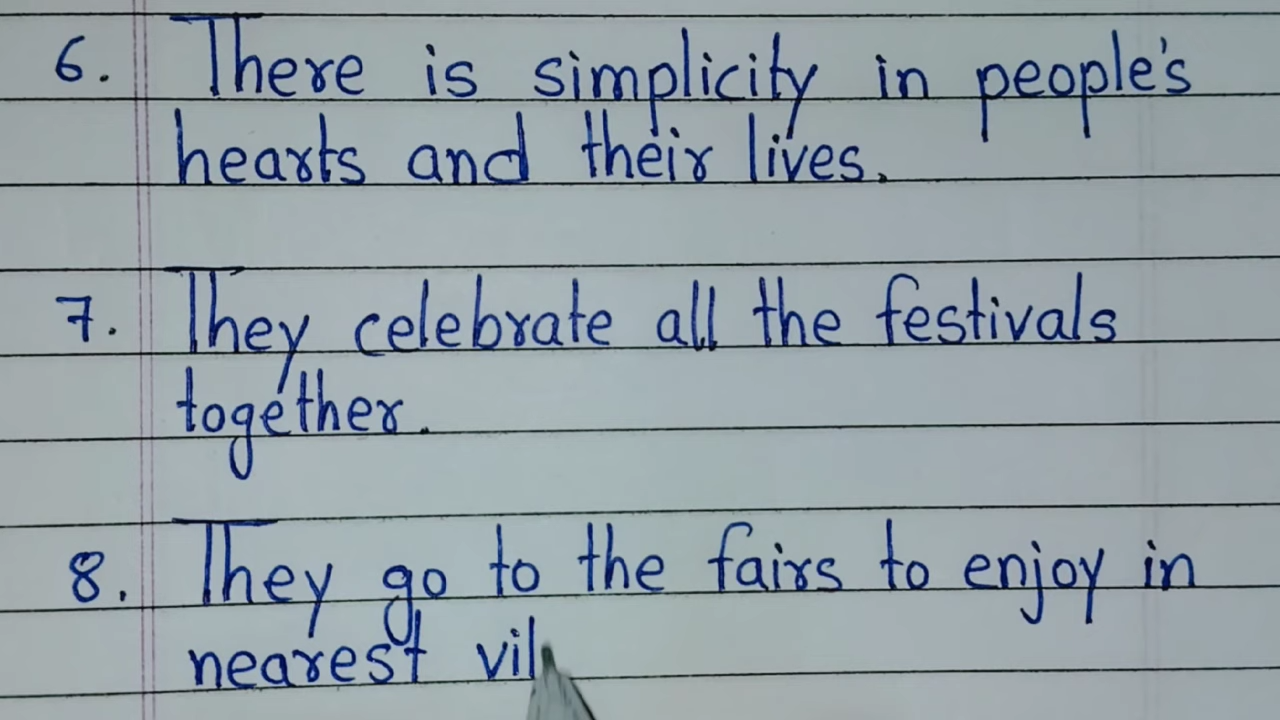 6. There is simplicity in people's
hearts and their lives.
7. They celebrate all the festivals
together.
8. They go to the fairs to enjoy in
nearest vil